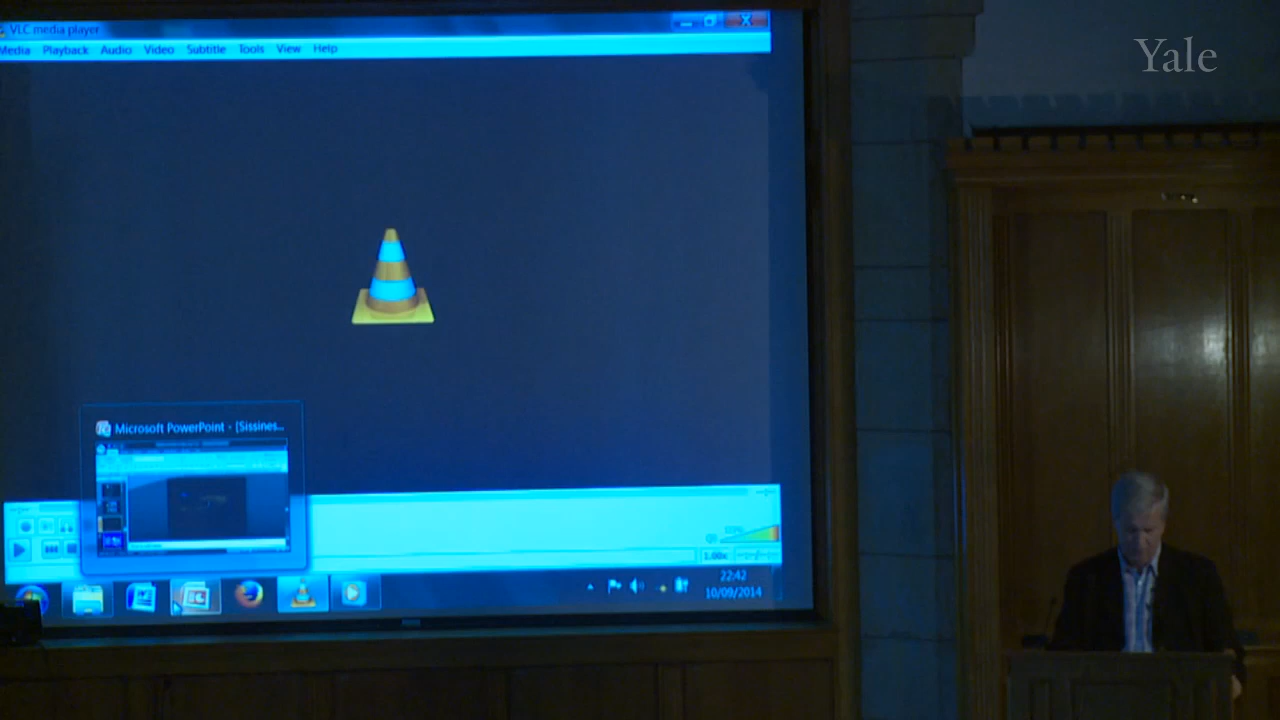 VLC media player
Media Playback Audio Video Subtitle Tools View Help
Yale
Microsoft PowerPoint - [Sissines...
1.00x
22:42
10/09/2014